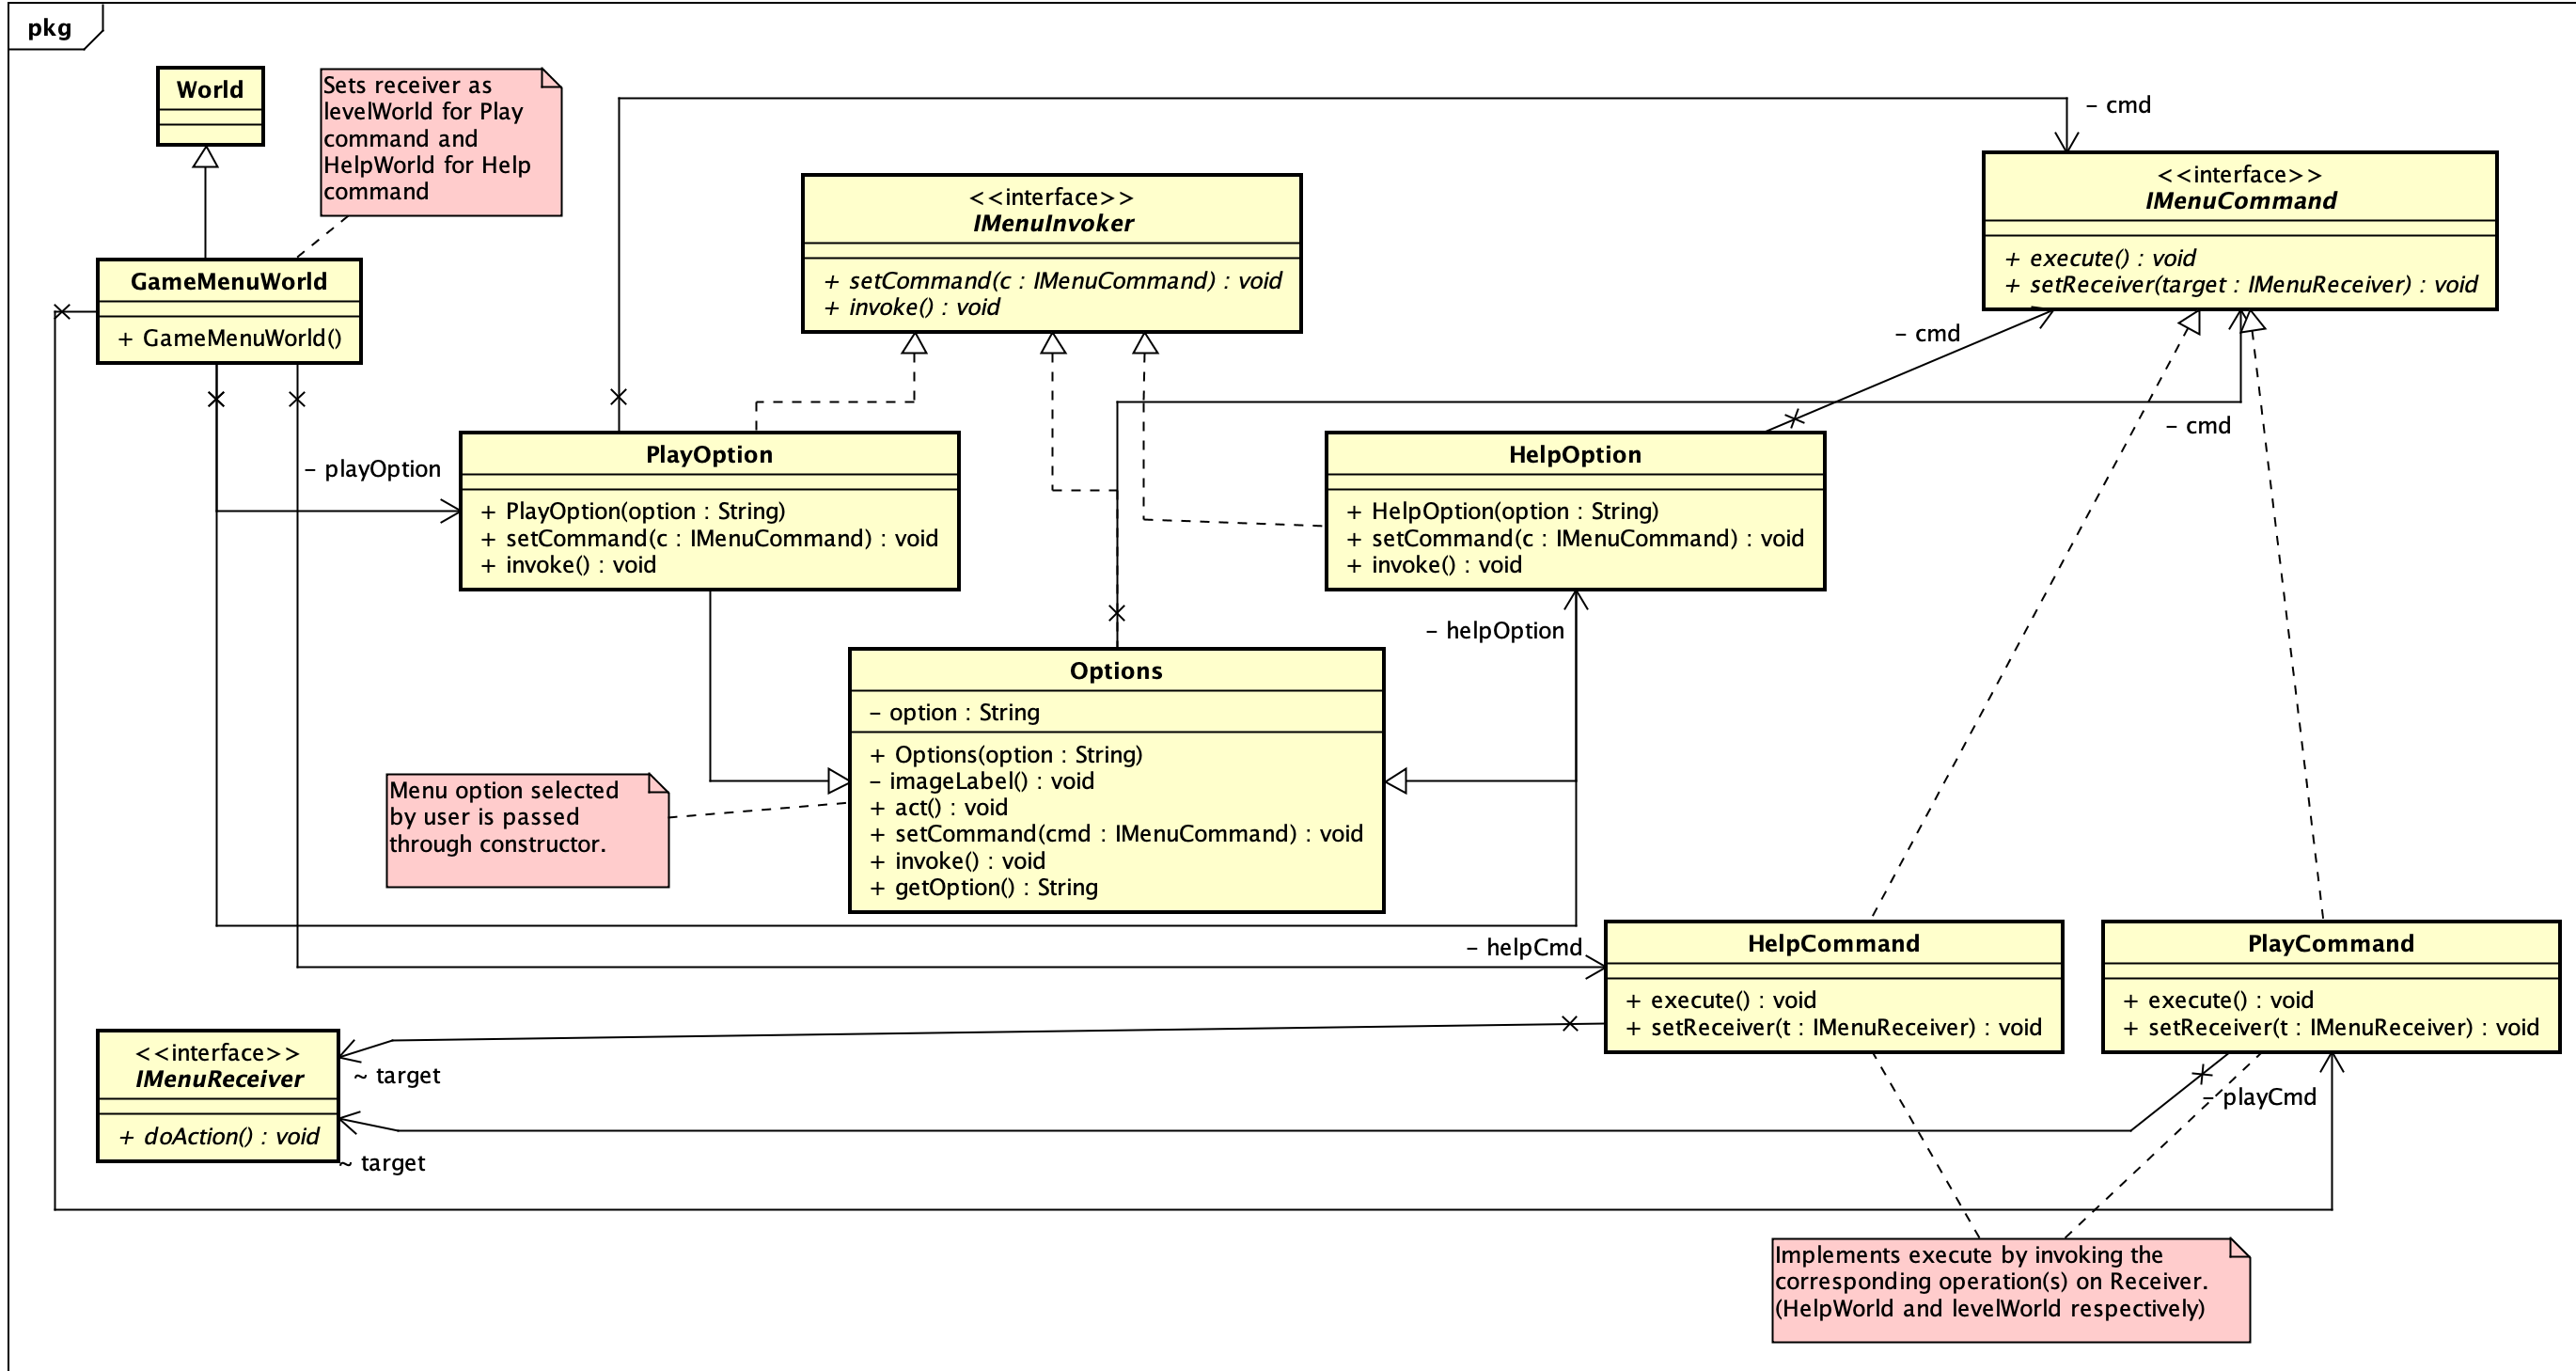 pkg
World
Sets receiver as
levelWorld for Play
command and
HelpWorld for Help
command
- cmd
<<interface>>
IMenuInvoker
+ setCommand(c : IMenuCommand) : void
+ invoke() : void
<<interface>>
IMenuCommand
+ execute() : void
+ setReceiver(target : IMenuReceiver) : void
GameMenuWorld
+ GameMenuWorld()
- cmd
- cmd
- playOption
PlayOption
+ PlayOption(option : String)
+ setCommand(c : IMenuCommand) : void
+ invoke() : void
HelpOption
+ HelpOption(option : String)
+ setCommand(c : IMenuCommand) : void
+ invoke() : void
- helpOption
Options
- option : String
+ Options(option : String)
- imageLabel() : void
+ act() : void
+ setCommand(cmd : IMenuCommand) : void
+ invoke() : void
+ getOption() : String
Menu option selected
by user is passed
through constructor.
- helpCmd
HelpCommand
+ execute() : void
+ setReceiver(t : IMenuReceiver) : void
PlayCommand
+ execute() : void
+ setReceiver(t : IMenuReceiver) : void
<<interface>>
IMenuReceiver
+ doAction() : void
~ target
~ target
- playCmd
Implements execute by invoking the
corresponding operation(s) on Receiver.
(HelpWorld and levelWorld respectively)